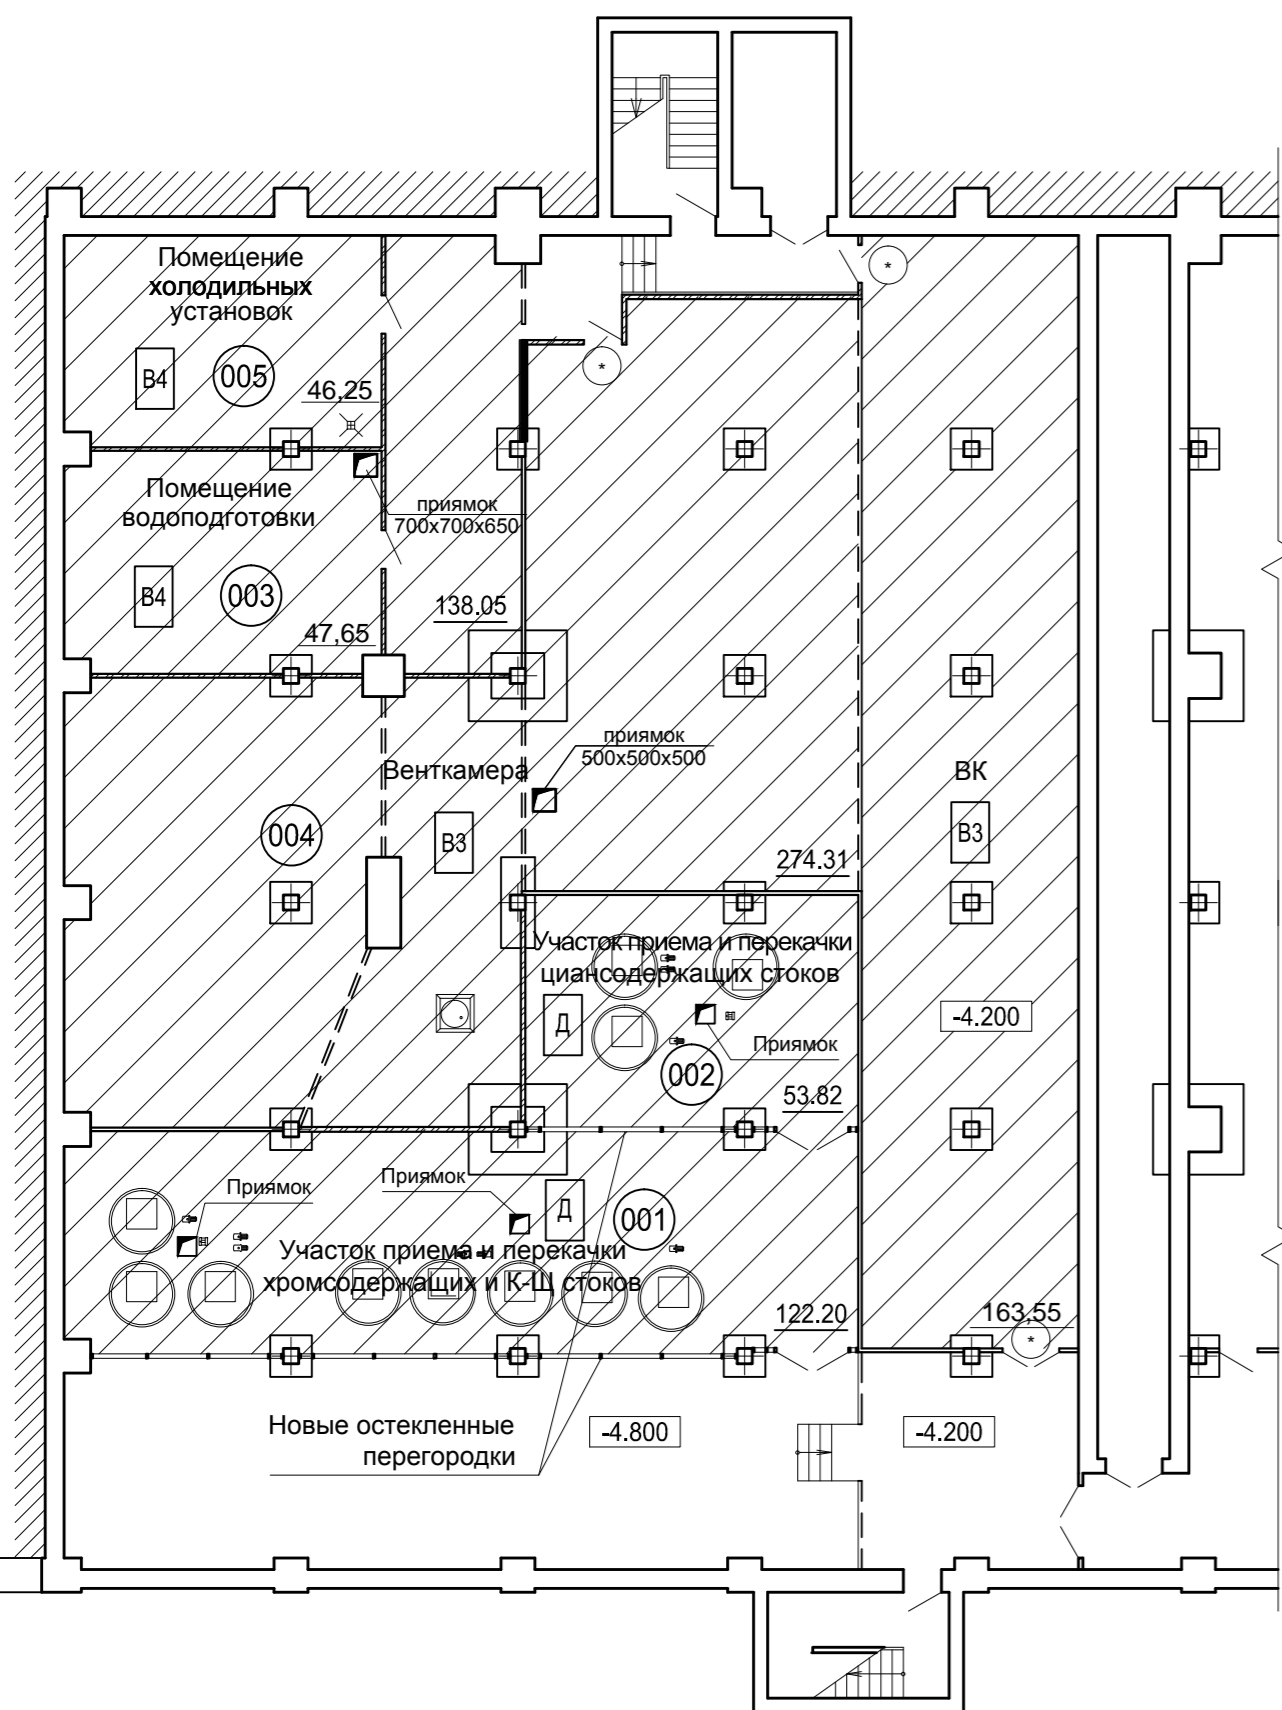 Помещение
холодильных
установок
*
*
В4
005
46,25
Помещение
водоподготовки
приямок
700х700х650
В4
003
138.05
47,65
приямок
500х500х500
Венткамера
ВК
004
В3
В3
274.31
Участок приема и перекачки
циансодержащих стоков
Д
-4.200
Приямок
002
53.82
Приямок
Приямок
Д
001
Участок приема и перекачки
хромсодержащих и К-Щ стоков
122.20
163,55
*
Новые остекленные
перегородки
-4.800
-4.200